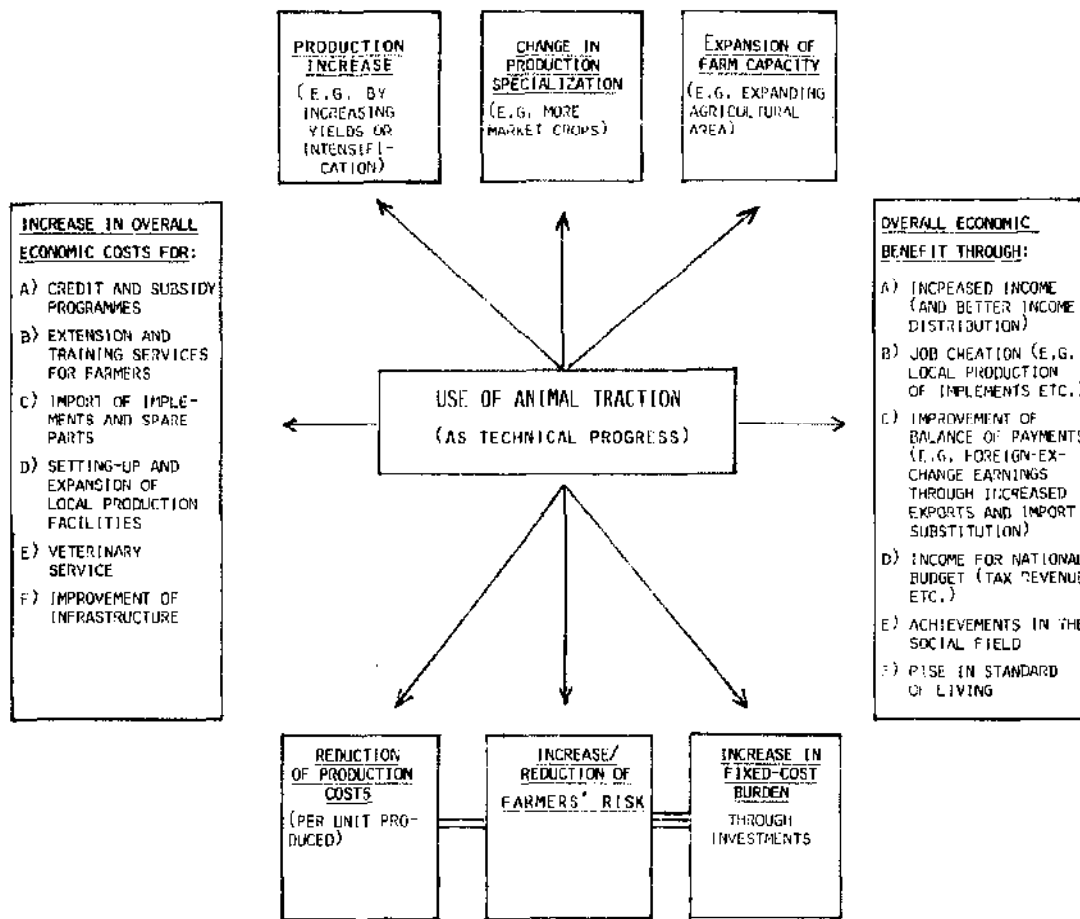 PRODUCTION
INCREASE
(E.G. BY
INCREASING
YIELDS OR
INTENSIFI-
CATION)
CHANGE IN
PRODUCTION
SPECIALIZATION
(E.G. MORE
MARKET CROPS)
EXPANSION OF
FARM CAPACITY
(E.G. EXPANDING
AGRICULTURAL
AREA)
INCREASE IN OVERALL
ECONOMIC COSTS FOR:
A) CREDIT AND SUBSIDY
PROGRAMMES
B) EXTENSION AND
TRAINING SERVICES
FOR FARMERS
C) IMPORT OF IMPLE-
MENTS AND SPARE
PARTS
D) SETTING-UP AND
EXPANSION OF
LOCAL PRODUCTION
FACILITIES
E) VETERINARY
SERVICE
F) IMPROVEMENT OF
INFRASTRUCTURE
USE OF ANIMAL TRACTION
(AS TECHNICAL PROGRESS)
OVERALL ECONOMIC
BENEFIT THROUGH:
A) INCREASED INCOME
(AND BETTER INCOME
DISTRIBUTION)
B) JOB CREATION (E.G.
LOCAL PRODUCTION
OF IMPLEMENTS ETC.)
C) IMPROVEMENT OF
BALANCE OF PAYMENTS
(E.G. FOREIGN-EX-
CHANGE EARNINGS
THROUGH INCREASED
EXPORTS AND IMPORT
SUBSTITUTION)
D) INCOME FOR NATIONAL
BUDGET (TAX REVENUE
ETC.)
E) ACHIEVEMENTS IN THE
SOCIAL FIELD
F) RISE IN STANDARD
OF LIVING
REDUCTION
OF PRODUCTION
COSTS
(PER UNIT PRO-
DUCED)
INCREASE/
REDUCTION OF
FARMERS' RISK
INCREASE IN
FIXED-COST
BURDEN
THROUGH
INVESTMENTS